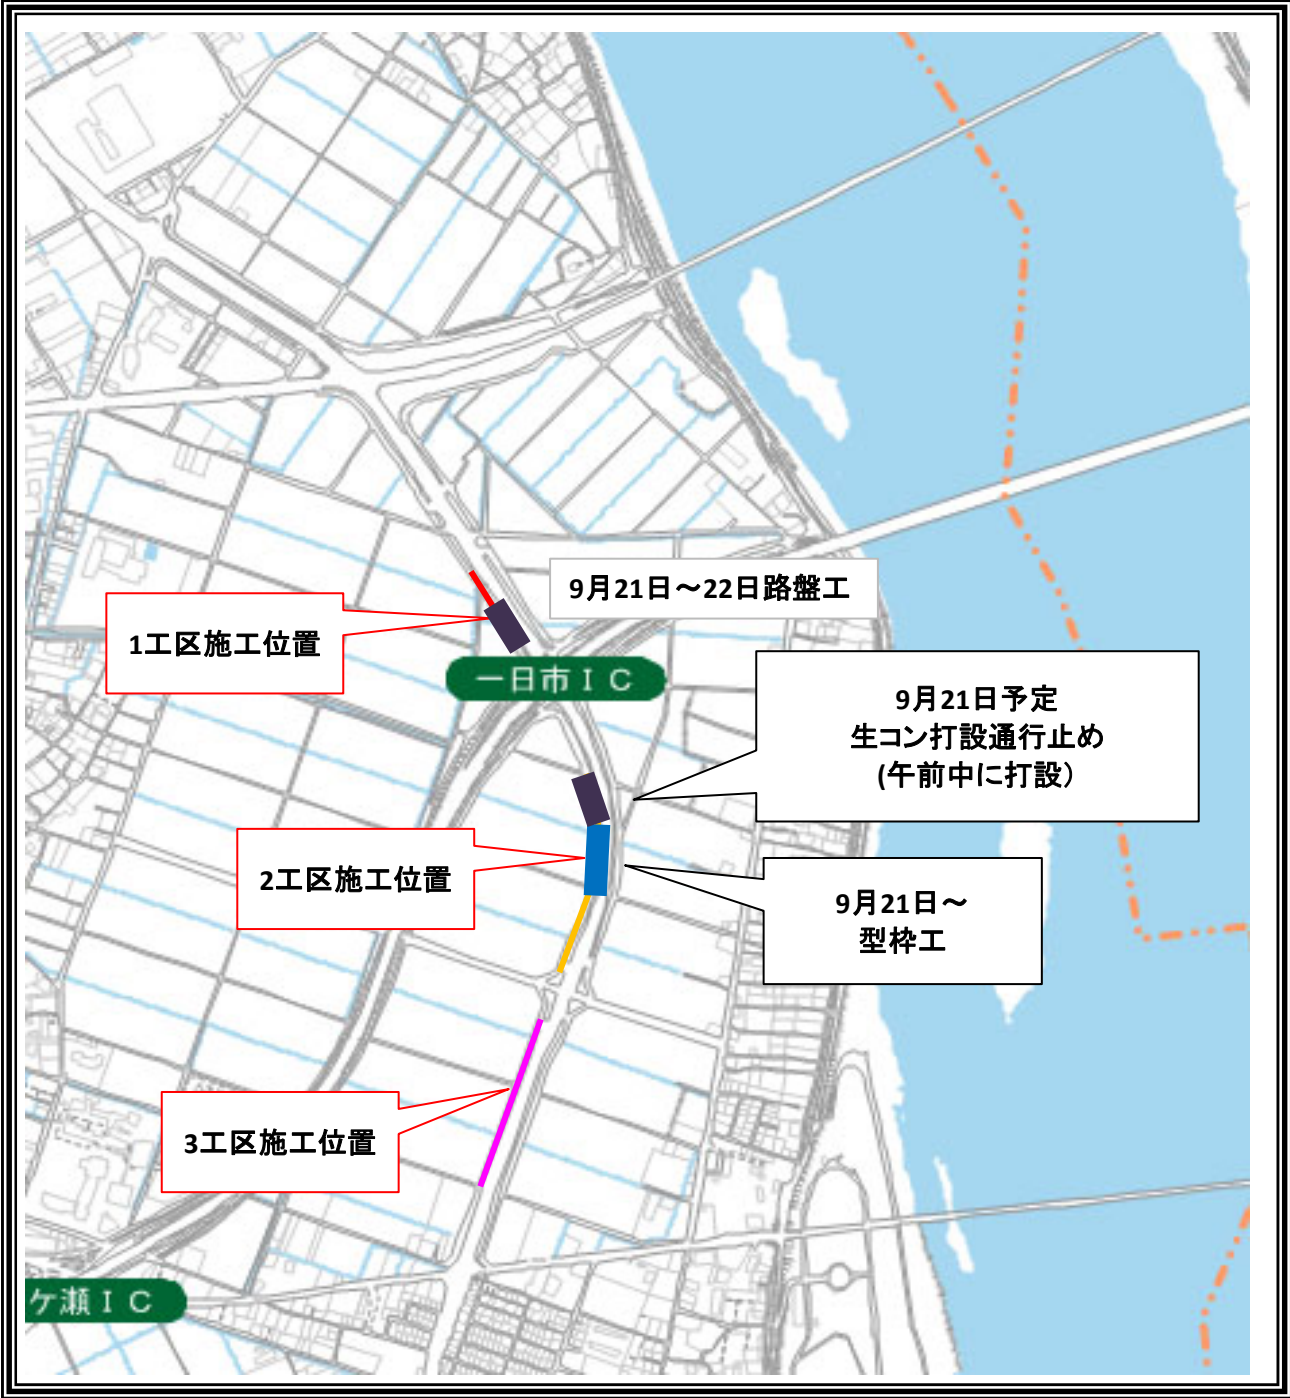 9月21日～22日路盤工
1工区施工位置
一日市ＩＣ
9月21日予定
生コン打設通行止め
(午前中に打設）
2工区施工位置
9月21日～
型枠工
3工区施工位置
ケ瀬ＩＣ